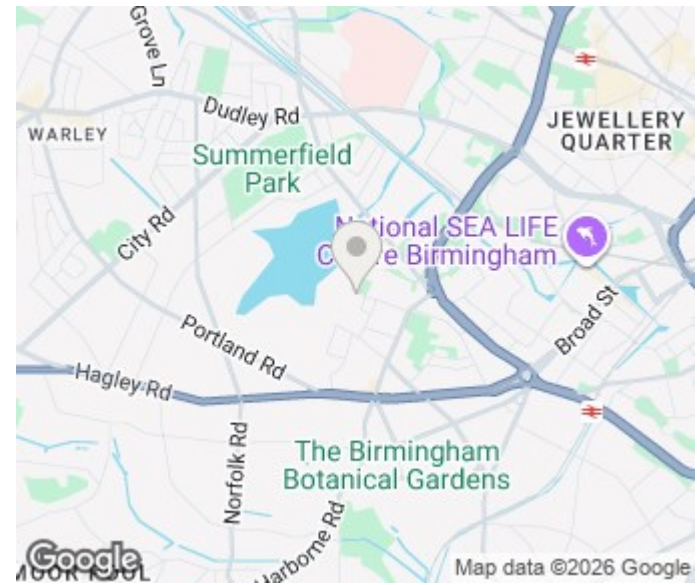 Grove Ln
Dudley Rd
WARLEY
JEWELLERY
QUARTER
Summerfield
Park
City Rd
National SEA LIFE
Centre Birmingham
Broad St
Portland Rd
Hagley Rd
Norfolk Rd
The Birmingham
Botanical Gardens
Harborne Rd
Google
Map data ©2026 Google